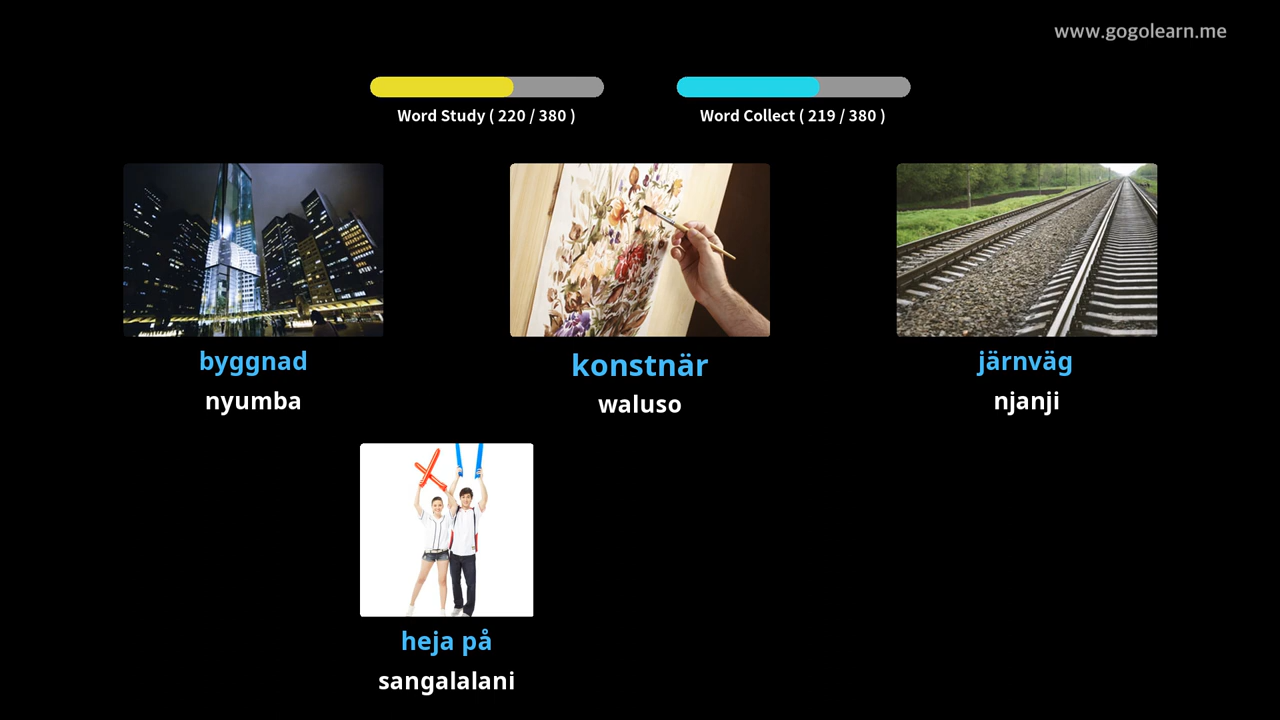 www.gogolearn.me
Word Study ( 220 / 380 )
Word Collect ( 219 / 380 )
byggnad
nyumba
konstnär
waluso
järnväg
njanji
heja på
sangalalani